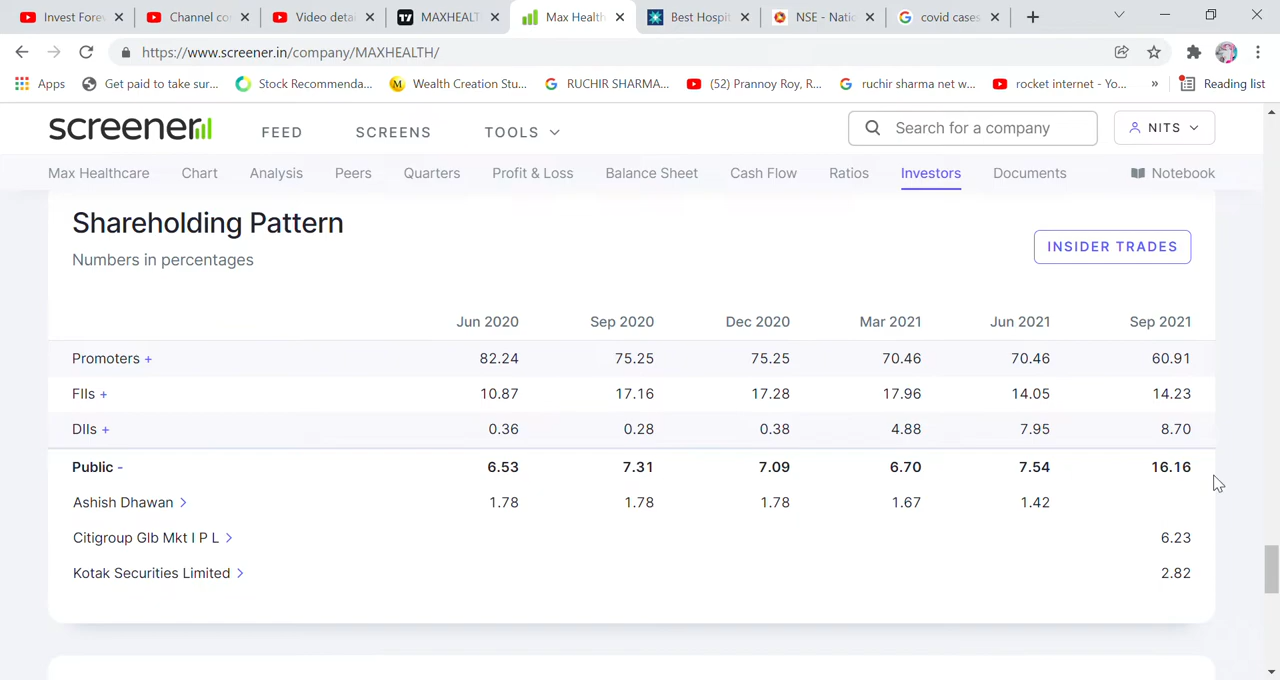 Invest Fore
Channel co
Video deta
MAXHEALT
Max Health
Best Hospit
NSE - Natio
covid cases
https://www.screener.in/company/MAXHEALTH/
Apps
Get paid to take sur...
Stock Recommenda...
Wealth Creation Stu...
RUCHIR SHARMA...
(52) Prannoy Roy, R...
ruchir sharma net w...
rocket internet - Yo...
»
Reading list
screener
FEED
SCREENS
TOOLS
Search for a company
NITS
Max Healthcare Chart Analysis Peers Quarters Profit & Loss Balance Sheet Cash Flow Ratios Investors Documents Notebook
Shareholding Pattern
Numbers in percentages
INSIDER TRADES
Jun 2020 Sep 2020 Dec 2020 Mar 2021 Jun 2021 Sep 2021
Promoters + 82.24 75.25 75.25 70.46 70.46 60.91
FIIs + 10.87 17.16 17.28 17.96 14.05 14.23
DIIs + 0.36 0.28 0.38 4.88 7.95 8.70
Public - 6.53 7.31 7.09 6.70 7.54 16.16
Ashish Dhawan 1.78 1.78 1.78 1.67 1.42
Citigroup Glb Mkt I P L 6.23
Kotak Securities Limited 2.82